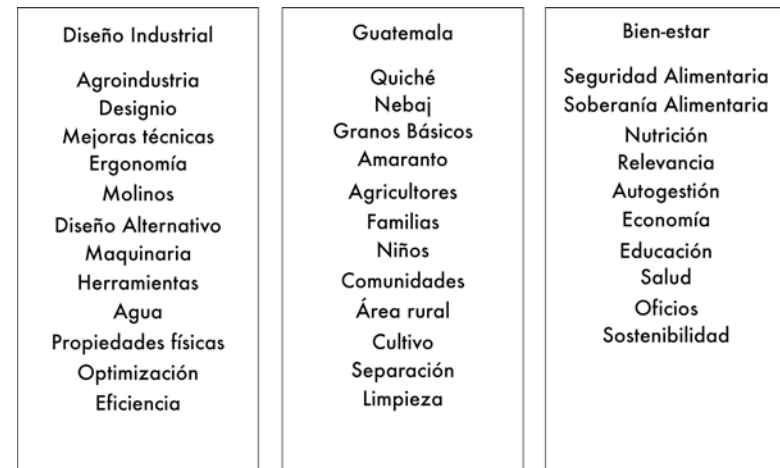 Diseño Industrial
Agroindustria
Designio
Mejoras técnicas
Ergonomía
Molinos
Diseño Alternativo
Maquinaria
Herramientas
Agua
Propiedades físicas
Optimización
Eficiencia
Guatemala
Quiché
Nebaj
Granos Básicos
Amaranto
Agricultores
Familias
Niños
Comunidades
Área rural
Cultivo
Separación
Limpieza
Bien-estar
Seguridad Alimentaria
Soberanía Alimentaria
Nutrición
Relevancia
Autogestión
Economía
Educación
Salud
Oficios
Sostenibilidad